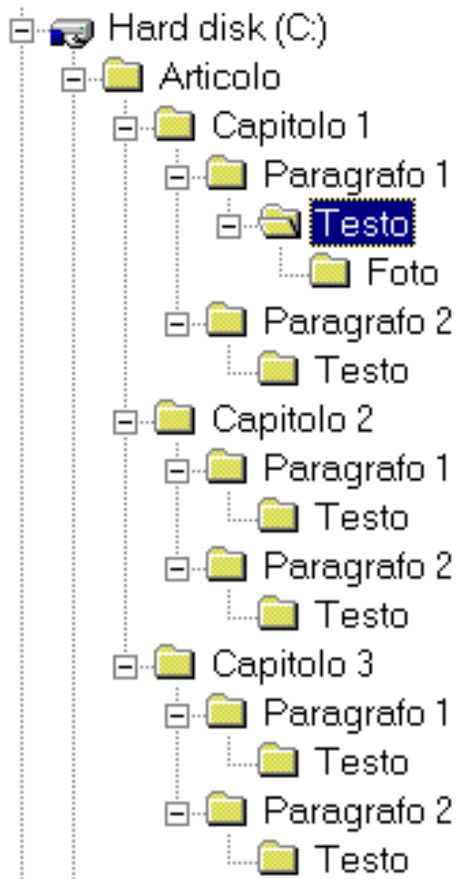 Hard disk (C:)
Articolo
Capitolo 1
Paragrafo 1
Testo
Foto
Paragrafo 2
Testo
Capitolo 2
Paragrafo 1
Testo
Paragrafo 2
Testo
Capitolo 3
Paragrafo 1
Testo
Paragrafo 2
Testo